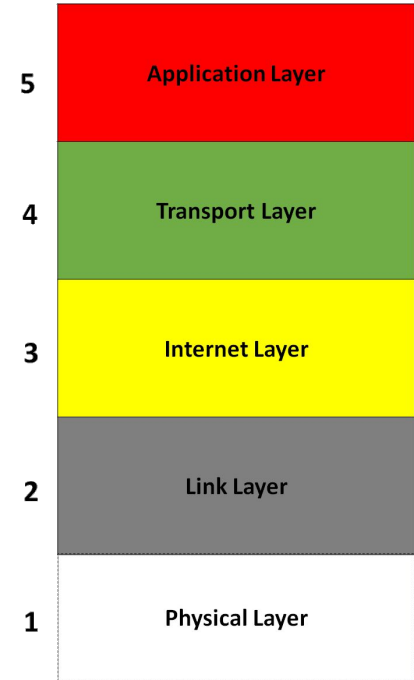 5 Application Layer
4 Transport Layer
3 Internet Layer
2 Link Layer
1 Physical Layer